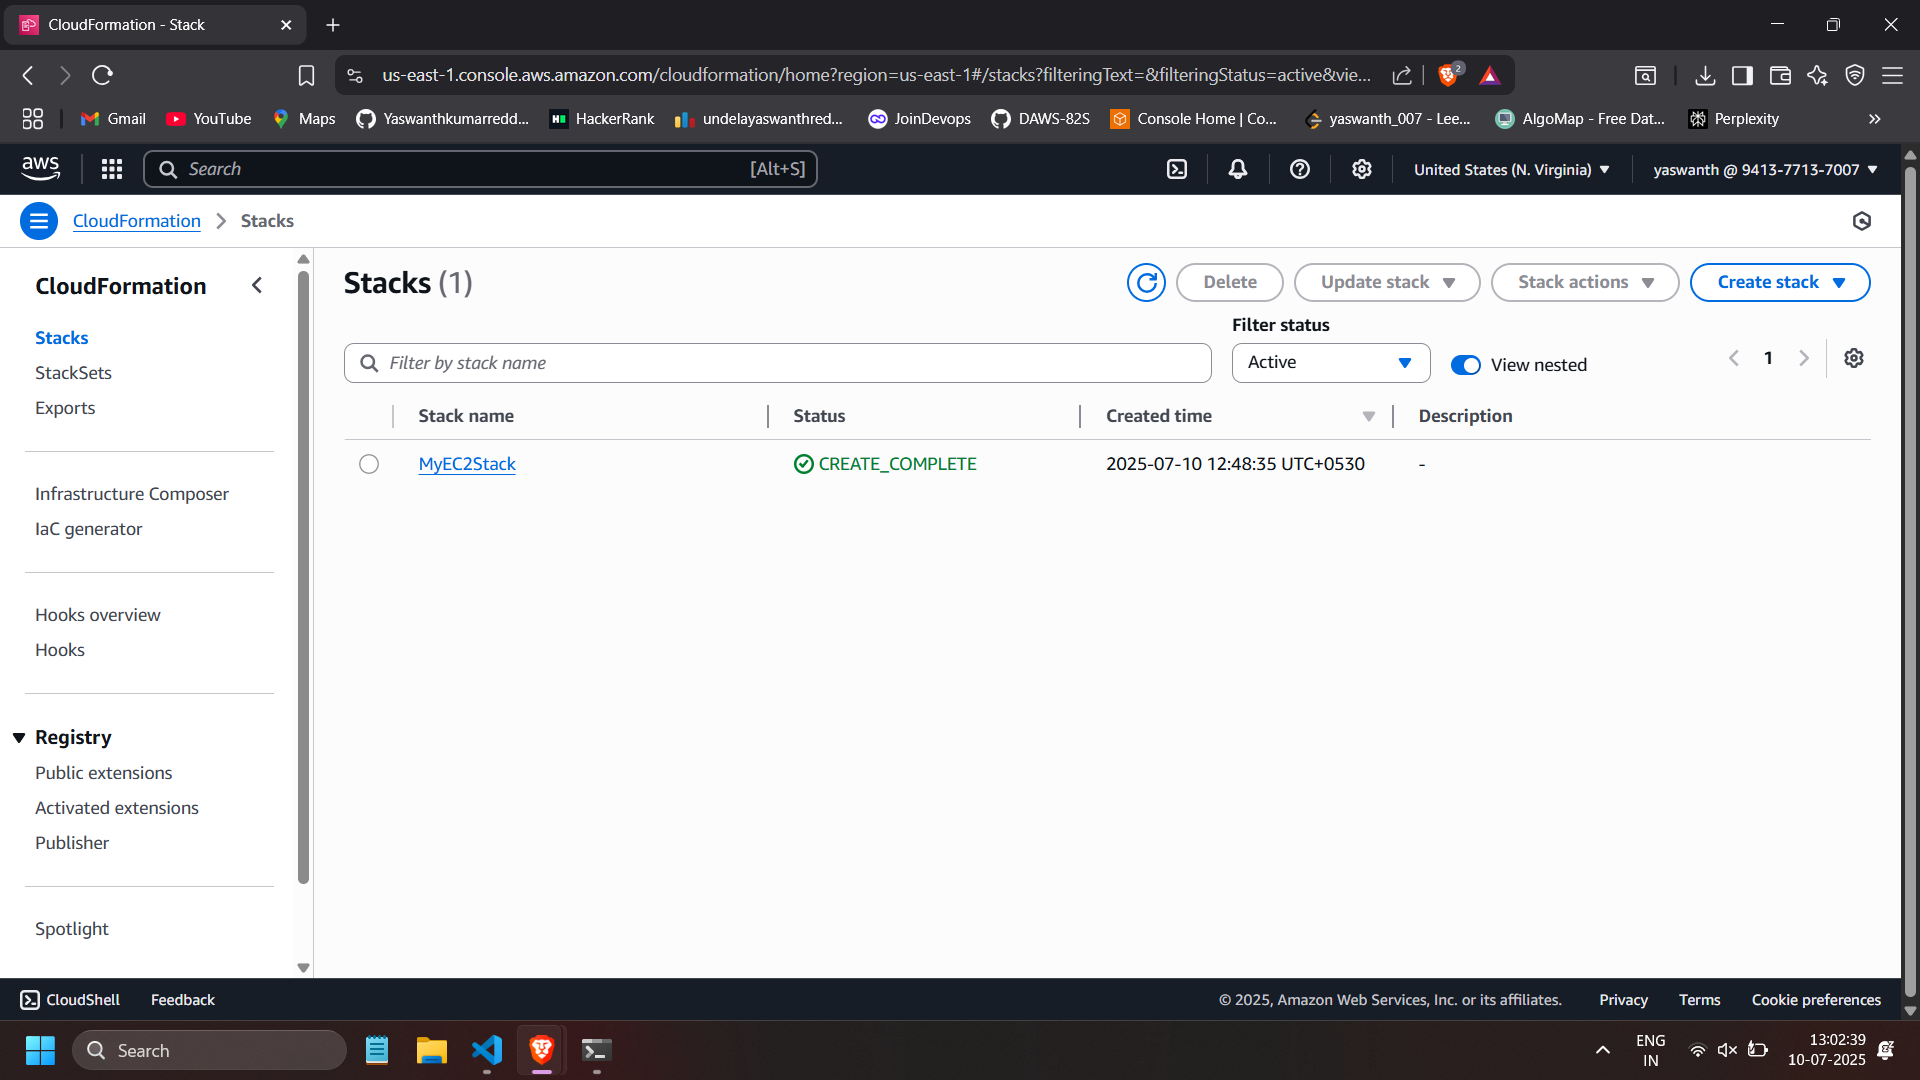 CloudFormation - Stack
us-east-1.console.aws.amazon.com/cloudformation/home?region=us-east-1#/stacks?filteringText=&filteringStatus=active&vie...
2
Gmail
YouTube
Maps
Yaswanthkumarredd...
HackerRank
undelayaswanthred...
JoinDevops
DAWS-82S
Console Home | Co...
yaswanth_007 - Lee...
AlgoMap - Free Dat...
Perplexity
aws
Search
[Alt+S]
United States (N. Virginia)
yaswanth @ 9413-7713-7007
CloudFormation
Stacks
CloudFormation
Stacks
StackSets
Exports
Infrastructure Composer
IaC generator
Hooks overview
Hooks
Registry
Public extensions
Activated extensions
Publisher
Spotlight
Stacks (1)
Delete
Update stack
Stack actions
Create stack
Filter by stack name
Filter status
Active
View nested
1
Stack name
Status
Created time
Description
MyEC2Stack
CREATE_COMPLETE
2025-07-10 12:48:35 UTC+0530
-
CloudShell
Feedback
© 2025, Amazon Web Services, Inc. or its affiliates.
Privacy
Terms
Cookie preferences
Search
ENG
IN
13:02:39
10-07-2025